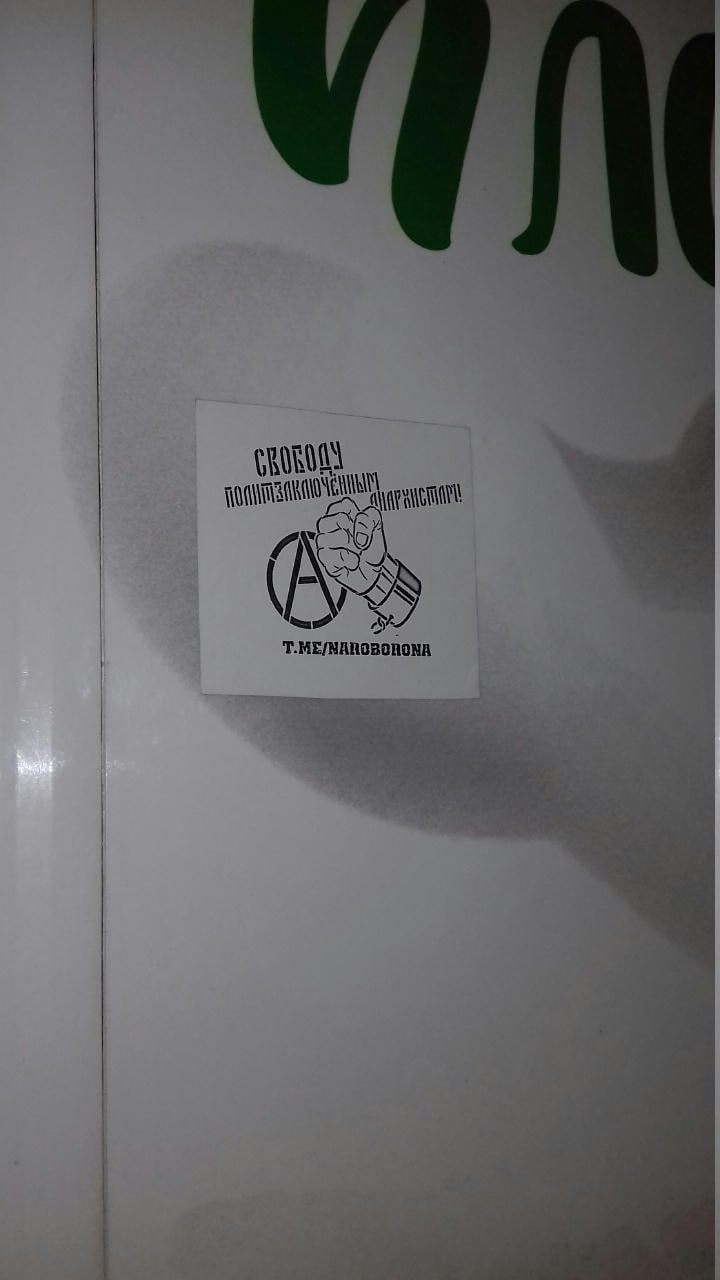 СВОБОДУ
ПОЛИТЗАКЛЮЧЁННЫМ
АНАРХИСТАМ!
А
T.ME/NAROBORONA